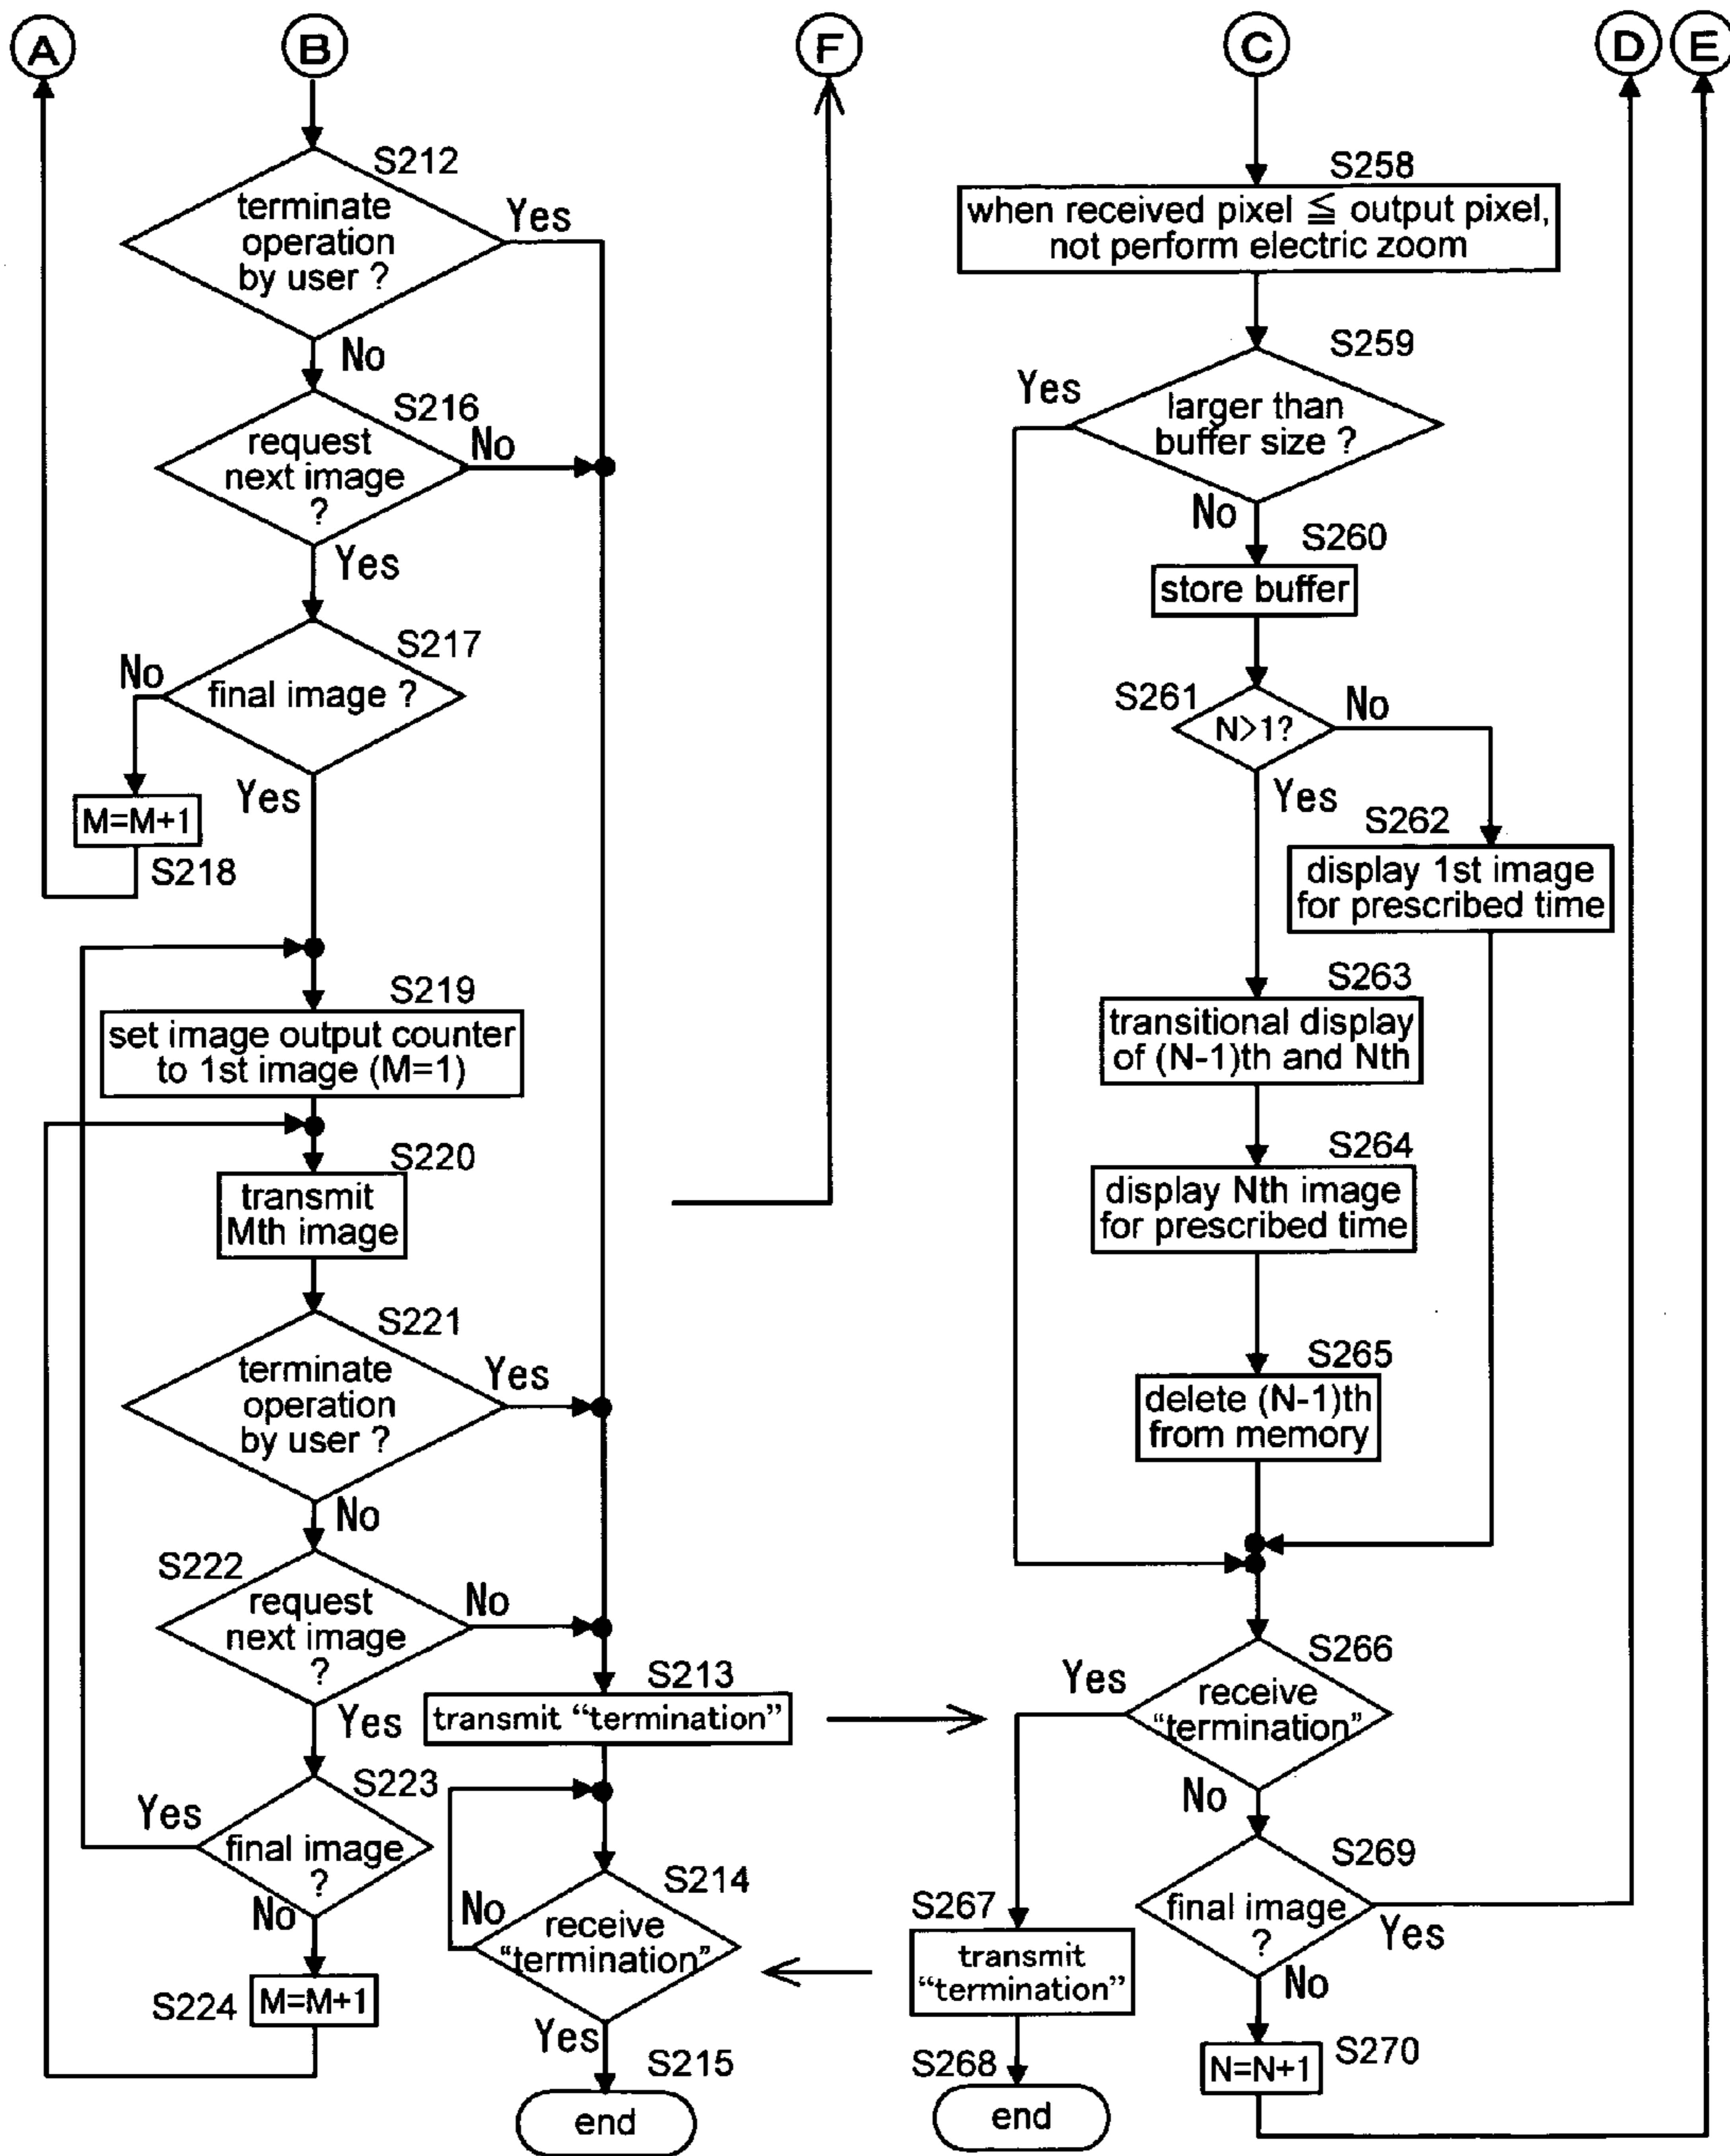 A
B
F
C
D
E
S212
terminate
operation
by user ?
Yes
No
S216
request
next image
?
No
Yes
S217
No
final image ?
Yes
M=M+1
S218
S219
set image output counter
to 1st image (M=1)
S220
transmit
Mth image
S221
terminate
operation
by user ?
Yes
No
S222
request
next image
?
No
Yes
S213
transmit “termination”
S223
Yes
final image
?
No
S224
M=M+1
S214
No
receive
“termination”
Yes
S215
end
S258
when received pixel ≦ output pixel,
not perform electric zoom
S259
Yes
larger than
buffer size ?
No
S260
store buffer
S261
N>1?
No
Yes
S262
display 1st image
for prescribed time
S263
transitional display
of (N-1)th and Nth
S264
display Nth image
for prescribed time
S265
delete (N-1)th
from memory
S266
Yes
receive
“termination”
No
S267
transmit
“termination”
S268
end
S269
final image
?
Yes
No
N=N+1
S270